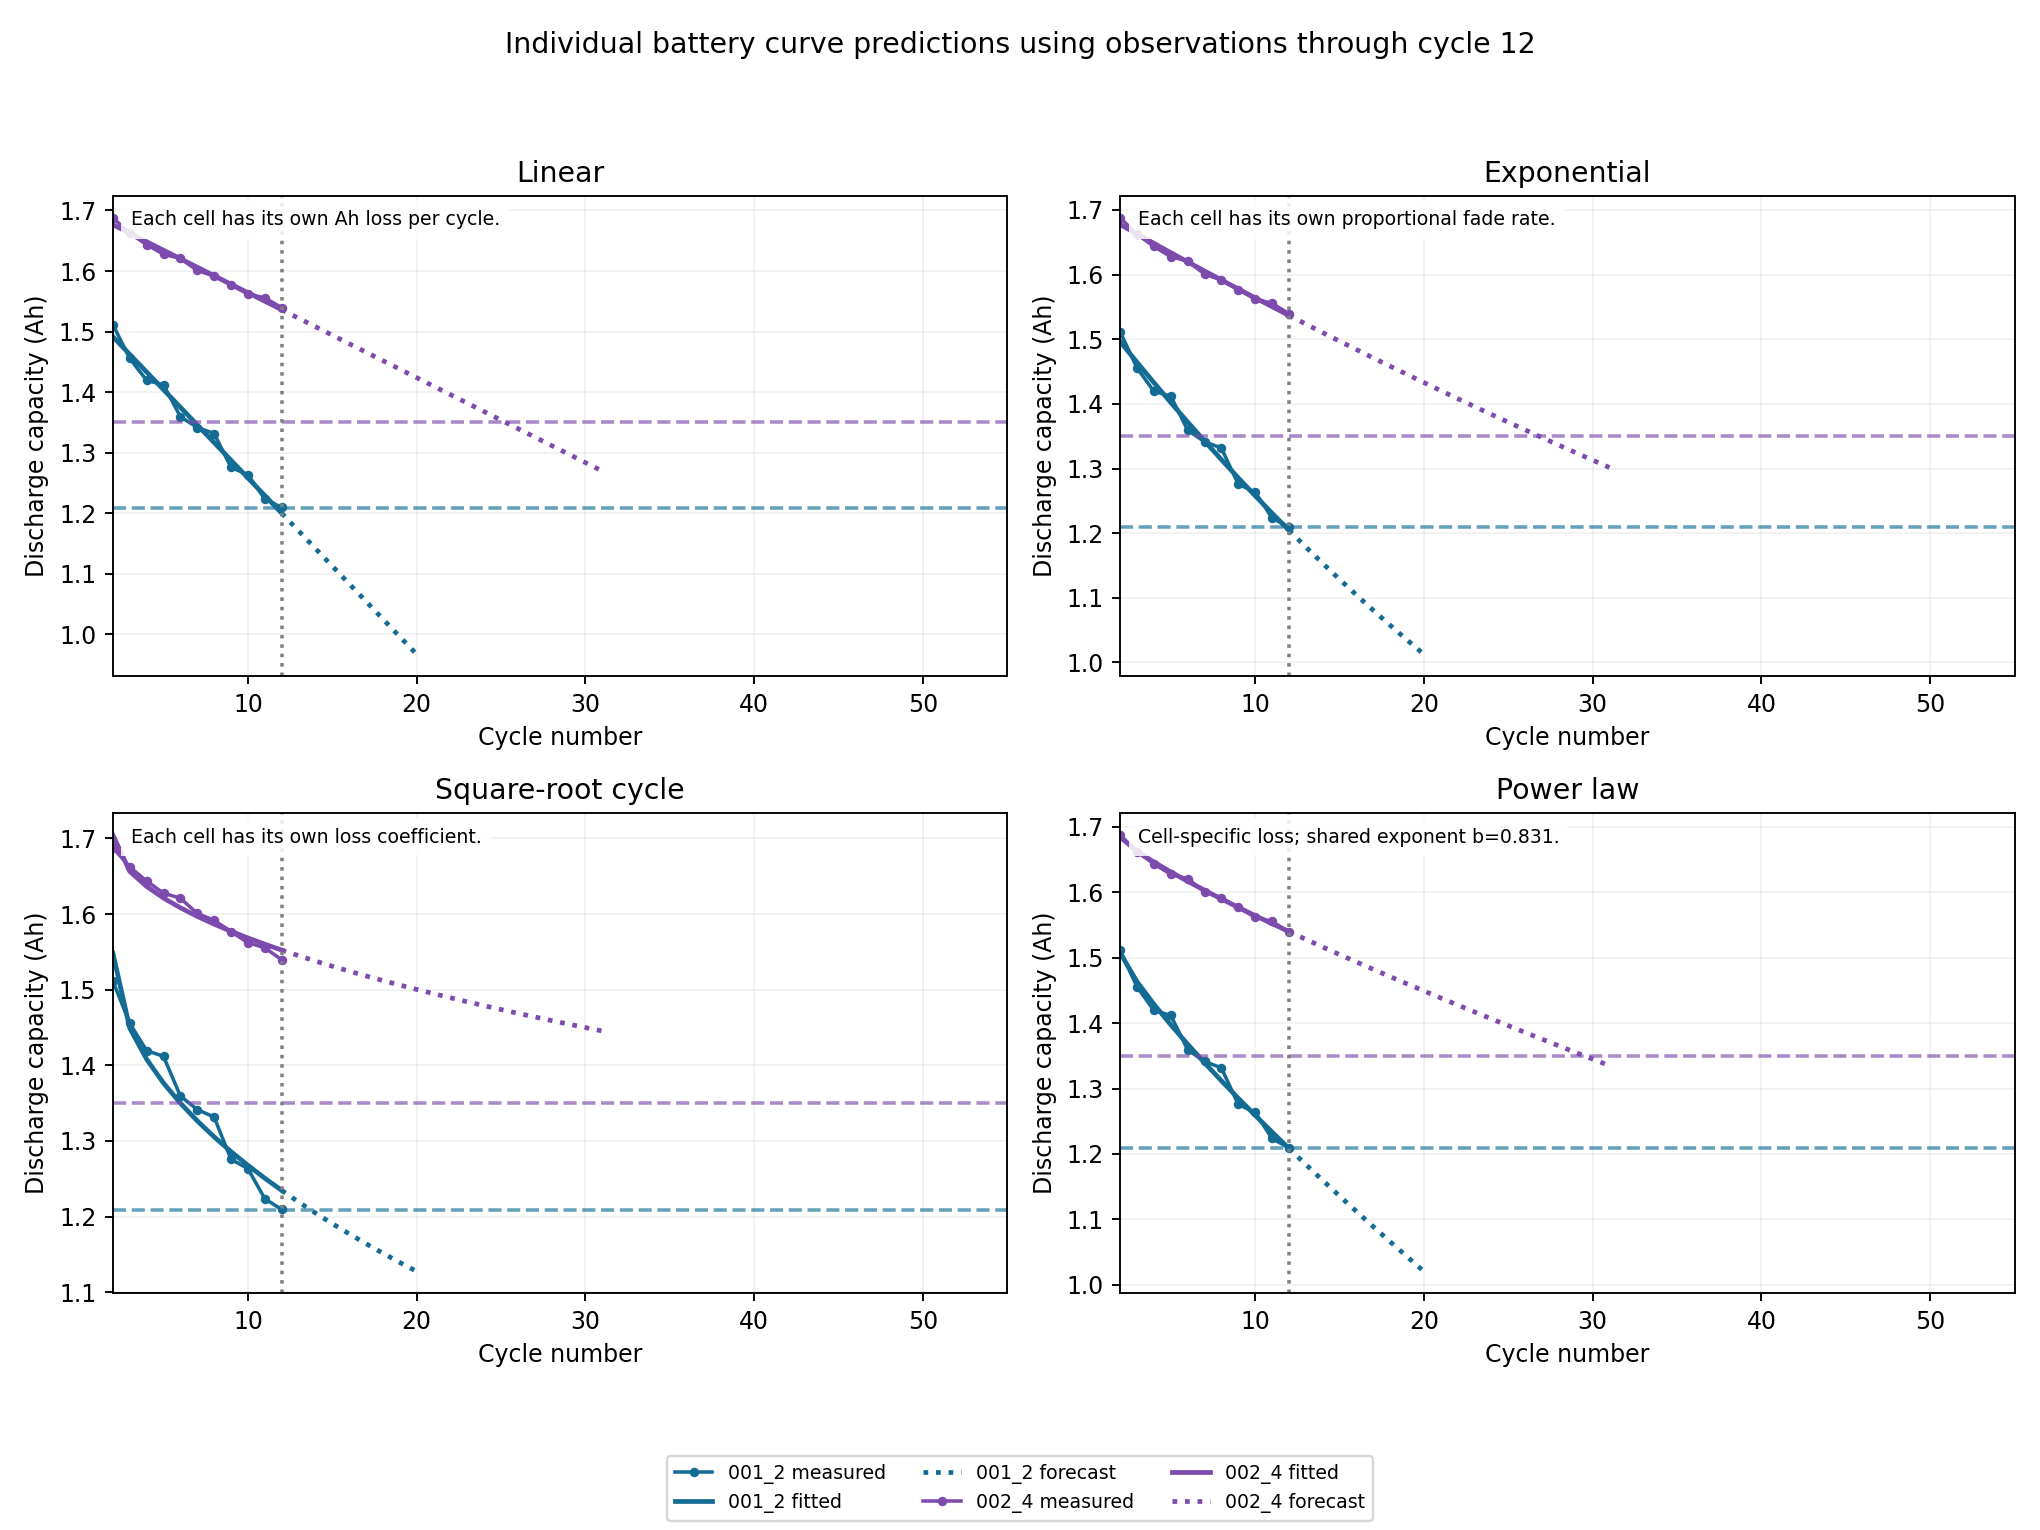 Individual battery curve predictions using observations through cycle 12
Linear
Each cell has its own Ah loss per cycle.
1.7
1.6
1.5
1.4
1.3
1.2
1.1
1.0
Discharge capacity (Ah)
10 20 30 40 50
Cycle number
Exponential
Each cell has its own proportional fade rate.
1.7
1.6
1.5
1.4
1.3
1.2
1.1
1.0
Discharge capacity (Ah)
10 20 30 40 50
Cycle number
Square-root cycle
Each cell has its own loss coefficient.
1.7
1.6
1.5
1.4
1.3
1.2
1.1
Discharge capacity (Ah)
10 20 30 40 50
Cycle number
Power law
Cell-specific loss; shared exponent b=0.831.
1.7
1.6
1.5
1.4
1.3
1.2
1.1
1.0
Discharge capacity (Ah)
10 20 30 40 50
Cycle number
001_2 measured 001_2 forecast 002_4 fitted
001_2 fitted 002_4 measured 002_4 forecast